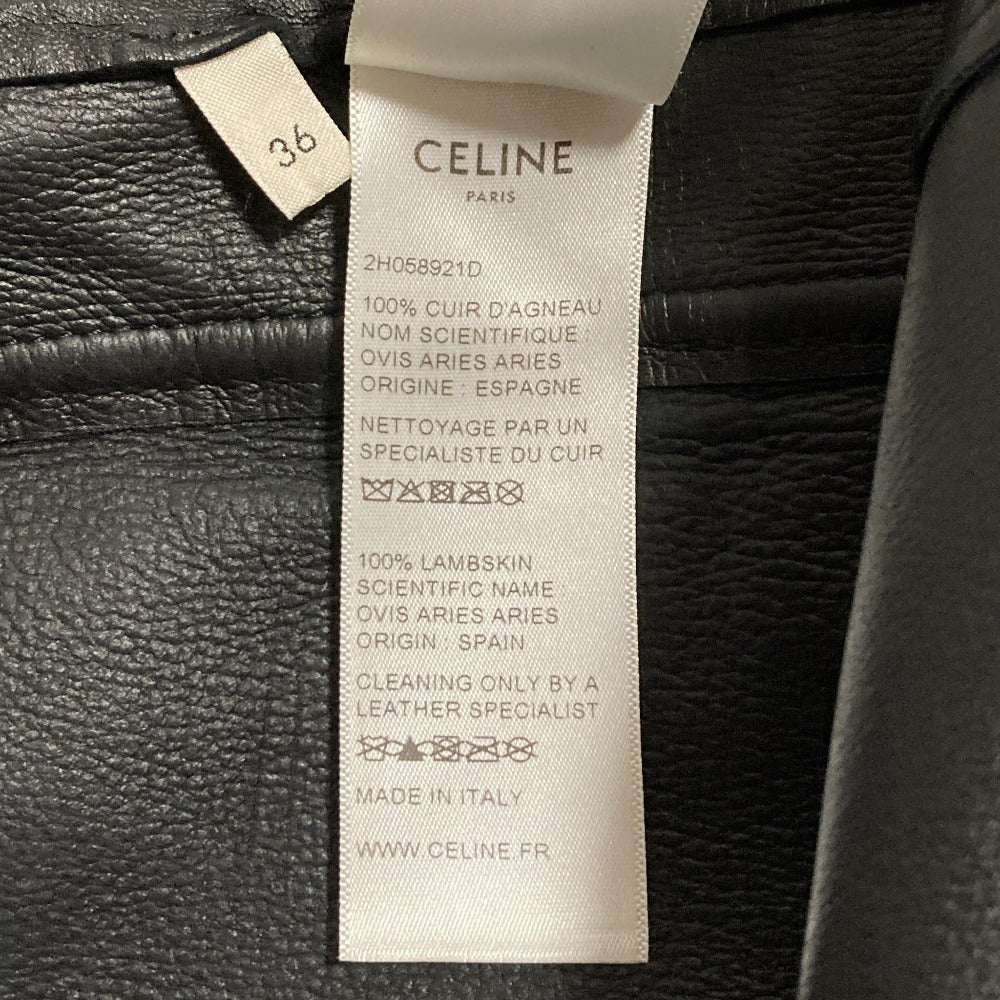 36
CELINE
PARIS
2H058921D
100% CUIR D'AGNEAU
NOM SCIENTIFIQUE :
OVIS ARIES ARIES
ORIGINE : ESPAGNE
NETTOYAGE PAR UN
SPECIALISTE DU CUIR
100% LAMBSKIN
SCIENTIFIC NAME :
OVIS ARIES ARIES
ORIGIN : SPAIN
CLEANING ONLY BY A
LEATHER SPECIALIST
MADE IN ITALY
WWW.CELINE.FR